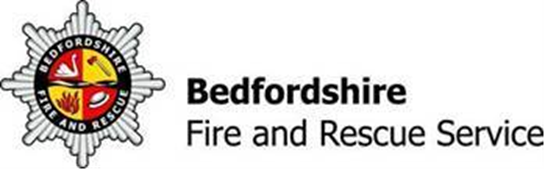 BEDFORDSHIRE
FIRE AND RESCUE
Bedfordshire
Fire and Rescue Service